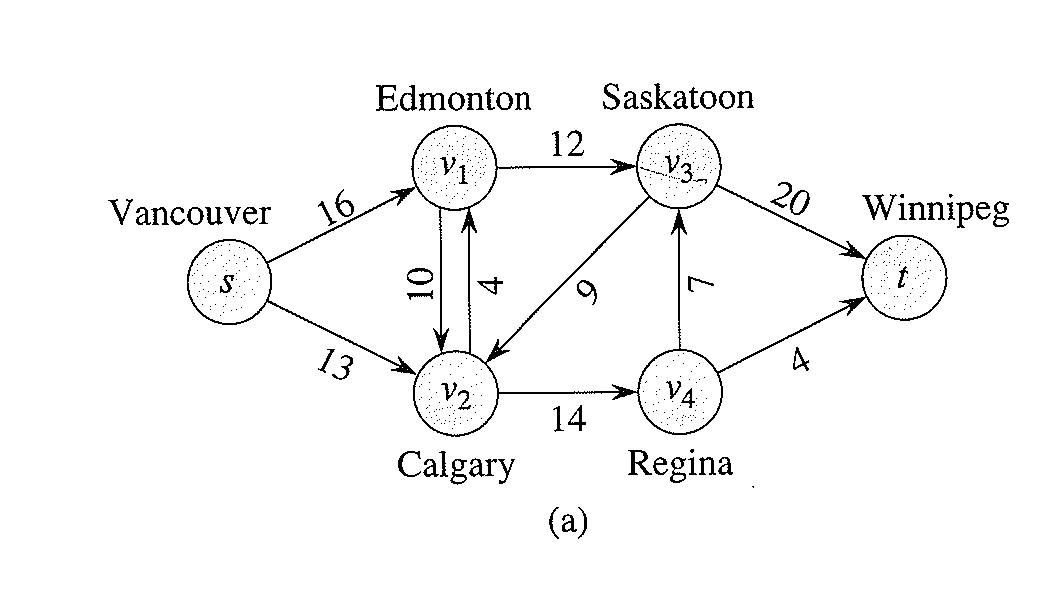 Edmonton Saskatoon
12
v1 v3
Vancouver 16 20 Winnipeg
s 10 4 9 7 t
13 4
v2 v4
14
Calgary Regina
(a)